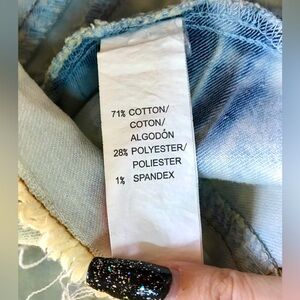 71% COTTON/
COTON/
ALGODÓN
28% POLYESTER/
POLIESTER
1% SPANDEX